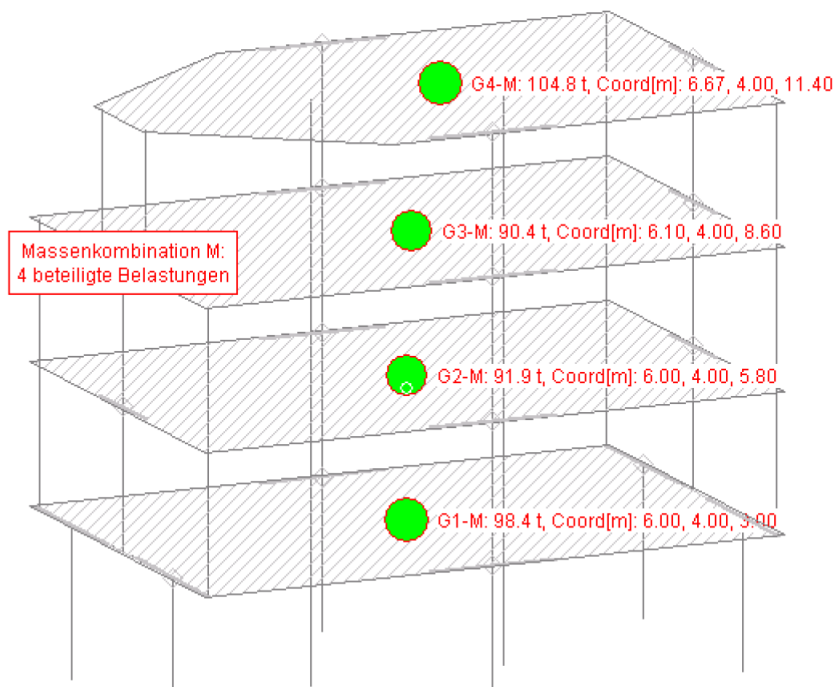 G4-M: 104.8 t, Coord[m]: 6.67, 4.00, 11.40
G3-M: 90.4 t, Coord[m]: 6.10, 4.00, 8.60
Massenkombination M:
4 beteiligte Belastungen
G2-M: 91.9 t, Coord[m]: 6.00, 4.00, 5.80
G1-M: 98.4 t, Coord[m]: 6.00, 4.00, 3.00